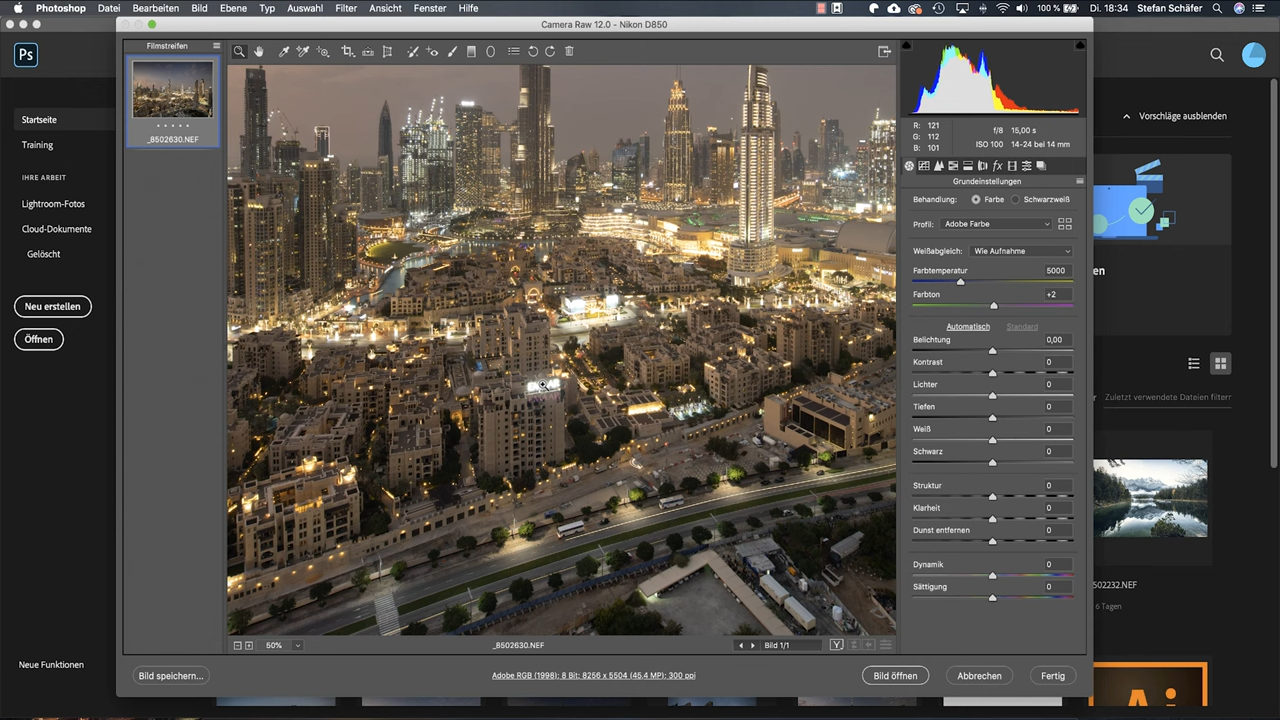 Photoshop Datei Bearbeiten Bild Ebene Typ Auswahl Filter Ansicht Fenster Hilfe 100 % Di. 18:34 Stefan Schäfer
Camera Raw 12.0 - Nikon D850
Ps
Filmstreifen
_8502630.NEF
Startseite
Training
IHRE ARBEIT
Lightroom-Fotos
Cloud-Dokumente
Gelöscht
Neu erstellen
Öffnen
Neue Funktionen
R: 121
G: 112
B: 101
f/8 15,00 s
ISO 100 14-24 bei 14 mm
Grundeinstellungen
Behandlung: Farbe Schwarzweiß
Profil: Adobe Farbe
Weißabgleich: Wie Aufnahme
Farbtemperatur 5000
Farbton +2
Automatisch Standard
Belichtung 0,00
Kontrast 0
Lichter 0
Tiefen 0
Weiß 0
Schwarz 0
Struktur 0
Klarheit 0
Dunst entfernen 0
Dynamik 0
Sättigung 0
50% _8502630.NEF Bild 1/1 Y
Bild speichern... Adobe RGB (1998); 8 Bit; 8256 x 5504 (45,4 MP); 300 ppi Bild öffnen Abbrechen Fertig
Vorschläge ausblenden
en
Zuletzt verwendete Dateien filtern
502232.NEF
6 Tagen
Ai